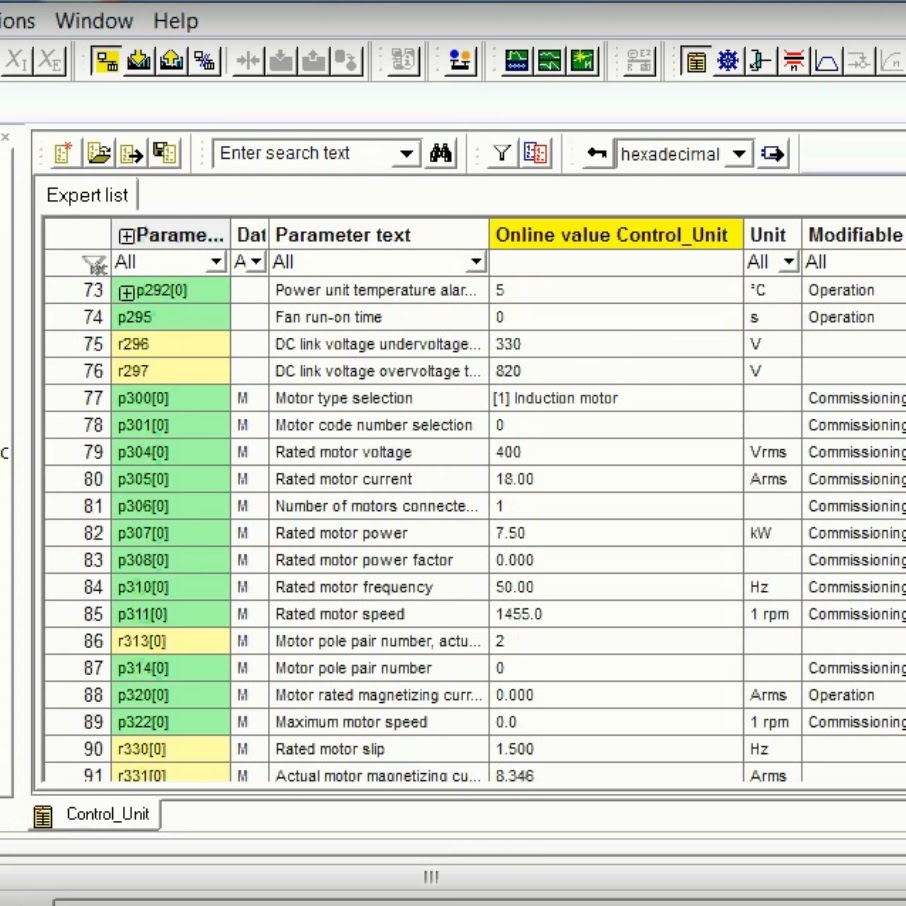 ions Window Help
Enter search text
hexadecimal
Expert list
Parame... Dat Parameter text Online value Control_Unit Unit Modifiable
All A All All All
73 p292[0] Power unit temperature alar... 5 °C Operation
74 p295 Fan run-on time 0 s Operation
75 r296 DC link voltage undervoltage... 330 V
76 r297 DC link voltage overvoltage t... 820 V
77 p300[0] M Motor type selection [1] Induction motor Commissioning
78 p301[0] M Motor code number selection 0 Commissioning
79 p304[0] M Rated motor voltage 400 Vrms Commissioning
80 p305[0] M Rated motor current 18.00 Arms Commissioning
81 p306[0] M Number of motors connecte... 1 Commissioning
82 p307[0] M Rated motor power 7.50 kW Commissioning
83 p308[0] M Rated motor power factor 0.000 Commissioning
84 p310[0] M Rated motor frequency 50.00 Hz Commissioning
85 p311[0] M Rated motor speed 1455.0 1 rpm Commissioning
86 r313[0] M Motor pole pair number, actu... 2
87 p314[0] M Motor pole pair number 0 Commissioning
88 p320[0] M Motor rated magnetizing curr... 0.000 Arms Operation
89 p322[0] M Maximum motor speed 0.0 1 rpm Commissioning
90 r330[0] M Rated motor slip 1.500 Hz
91 r331[0] M Actual motor magnetizing cu... 8.346 Arms
Control_Unit